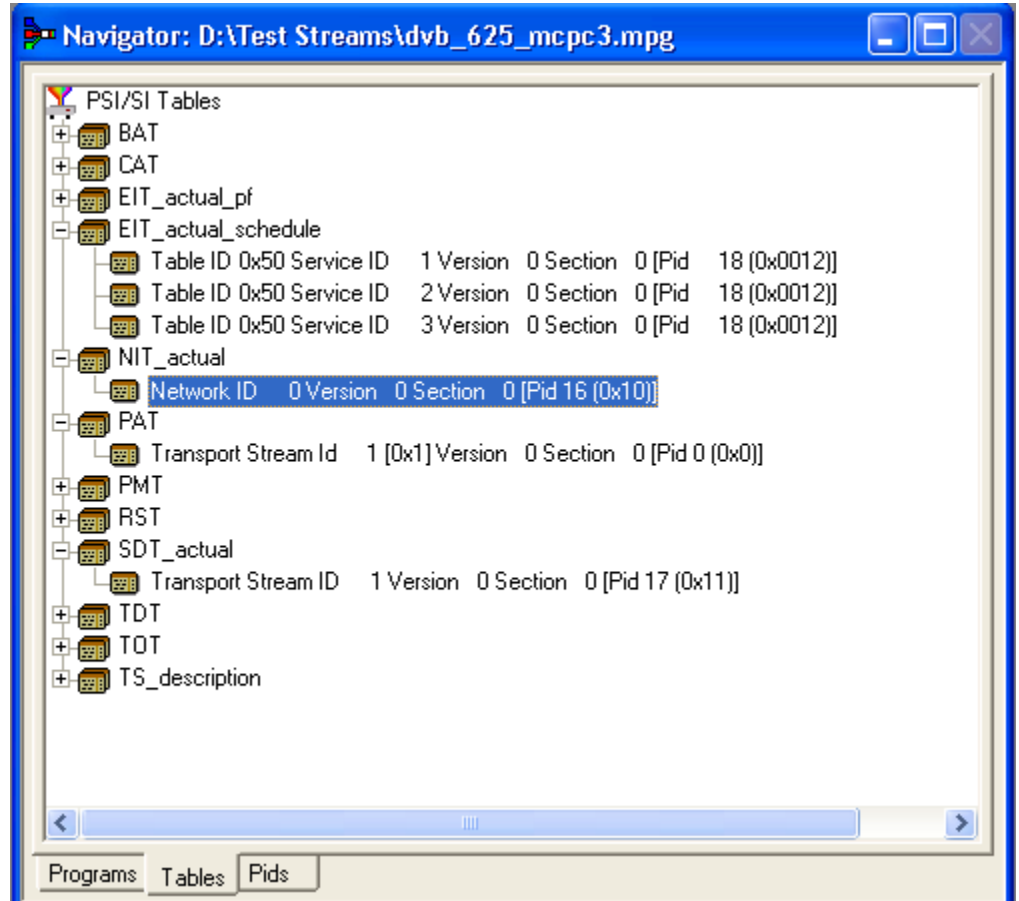 Navigator: D:\Test Streams\dvb_625_mcpc3.mpg
PSI/SI Tables
BAT
CAT
EIT_actual_pf
EIT_actual_schedule
Table ID 0x50 Service ID 1 Version 0 Section 0 [Pid 18 (0x0012)]
Table ID 0x50 Service ID 2 Version 0 Section 0 [Pid 18 (0x0012)]
Table ID 0x50 Service ID 3 Version 0 Section 0 [Pid 18 (0x0012)]
NIT_actual
Network ID 0 Version 0 Section 0 [Pid 16 (0x10)]
PAT
Transport Stream Id 1 [0x1] Version 0 Section 0 [Pid 0 (0x0)]
PMT
RST
SDT_actual
Transport Stream ID 1 Version 0 Section 0 [Pid 17 (0x11)]
TDT
TOT
TS_description
Programs Tables Pids